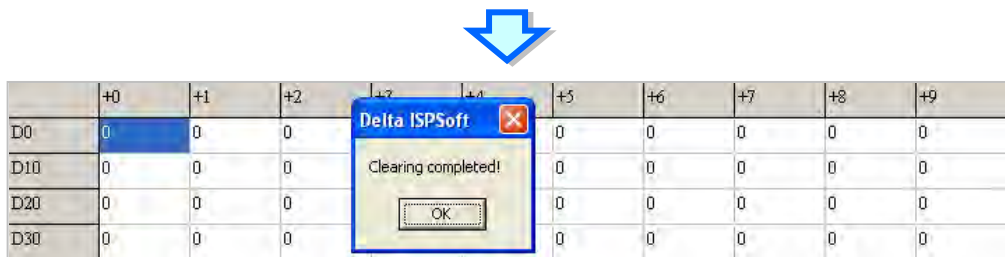 +0 +1 +2 +3 +4 +5 +6 +7 +8 +9
Delta ISPSoft
D0 0 0 0 0 0 0 0 0
D10 0 0 0 Clearing completed! 0 0 0 0 0
D20 0 0 0 OK 0 0 0 0 0
D30 0 0 0 0 0 0 0 0